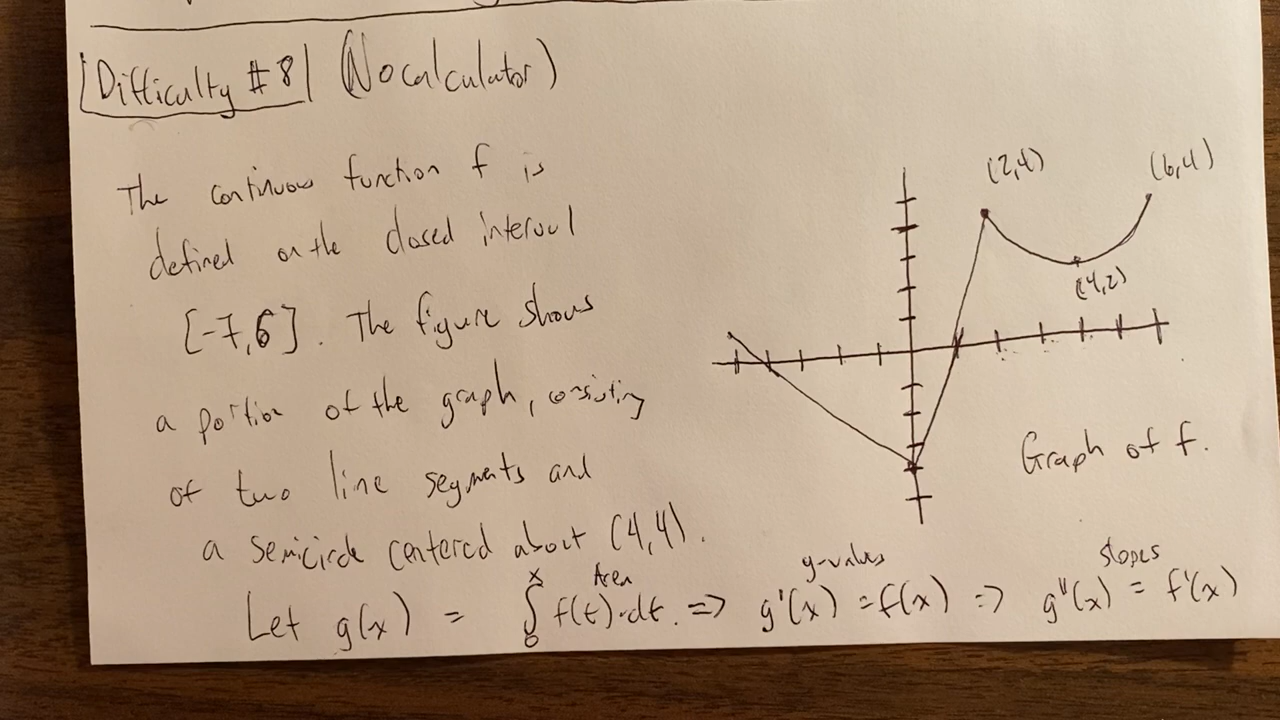 Difficulty #8 (No calculator)
The continuous function f is
defined on the closed interval
[-7,6]. The figure shows
a portion of the graph, consisting
of two line segments and
a semicircle centered about (4,4).
(2,4)
(6,4)
(4,2)
Graph of f.
Area
y-values
slopes
Let g(x) = ∫₀ˣ f(t)·dt. => g'(x) = f(x) => g''(x) = f'(x)